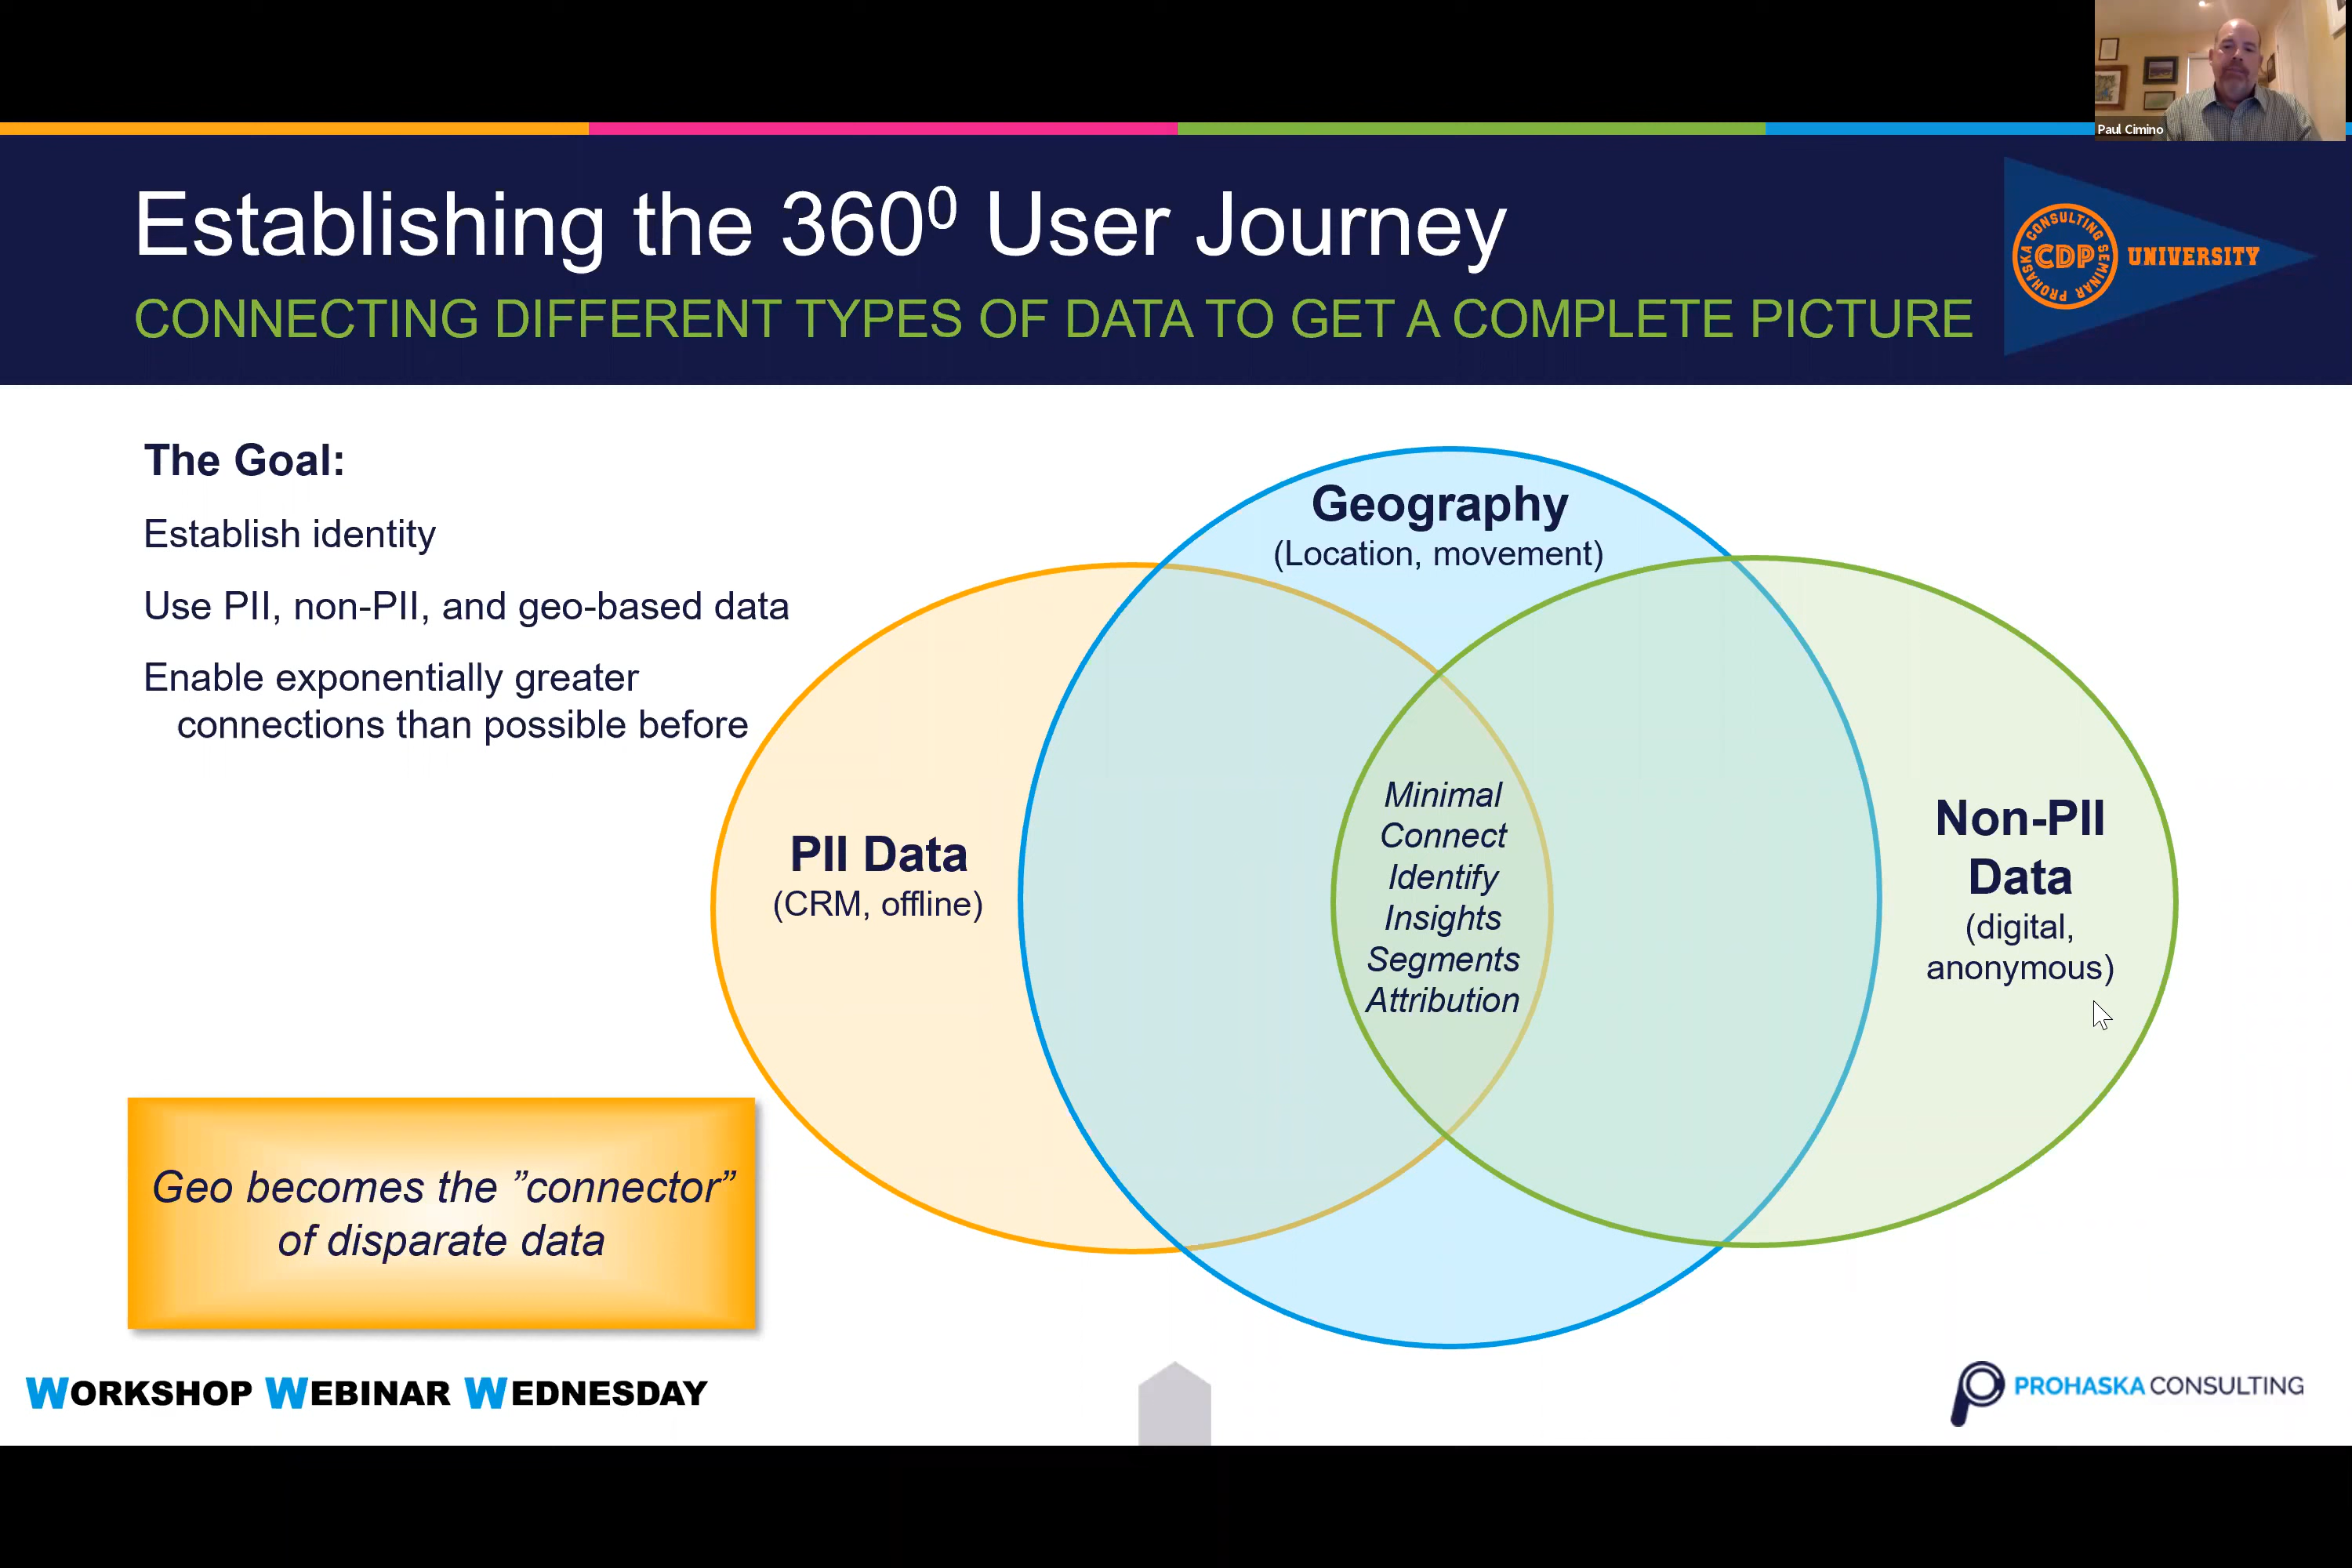 Paul Cimino
Establishing the 360⁰ User Journey
CONNECTING DIFFERENT TYPES OF DATA TO GET A COMPLETE PICTURE
PROHASKA CONSULTING SEMINAR
CDP
UNIVERSITY
The Goal:
Establish identity
Use PII, non-PII, and geo-based data
Enable exponentially greater
connections than possible before
Geography
(Location, movement)
PII Data
(CRM, offline)
Minimal
Connect
Identify
Insights
Segments
Attribution
Non-PII
Data
(digital,
anonymous)
Geo becomes the ”connector”
of disparate data
WORKSHOP WEBINAR WEDNESDAY
PROHASKA CONSULTING